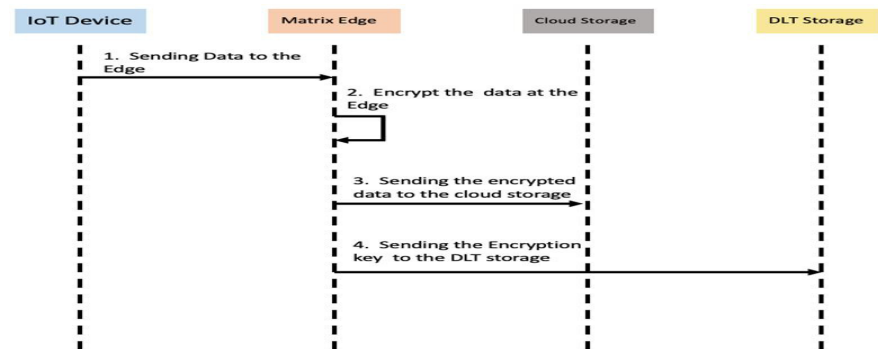 IoT Device
Matrix Edge
Cloud Storage
DLT Storage
1. Sending Data to the
Edge
2. Encrypt the data at the
Edge
3. Sending the encrypted
data to the cloud storage
4. Sending the Encryption
key to the DLT storage